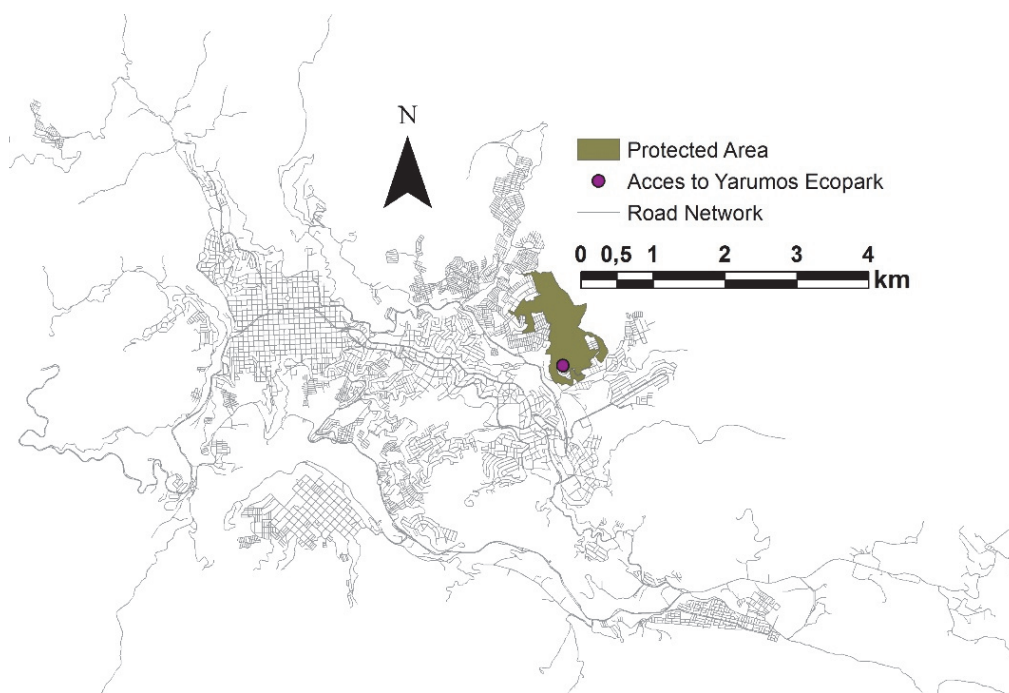 N
Protected Area
Acces to Yarumos Ecopark
Road Network
0 0,5 1 2 3 4
km